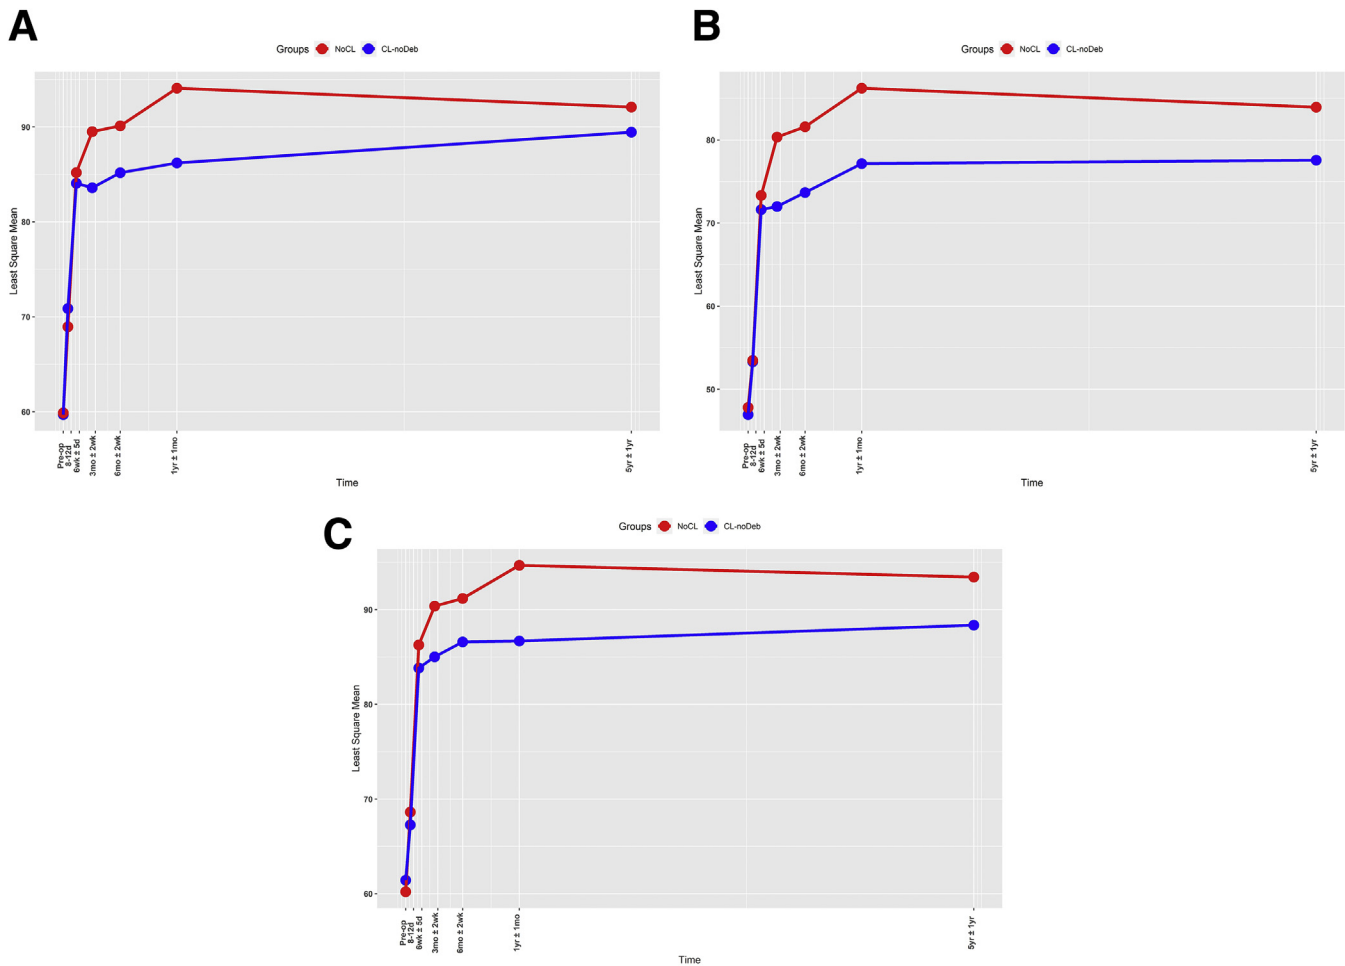 A
Groups NoCL CL-noDeb
Least Square Mean
90
80
70
60
Pre-op
8-12d
6wk ± 5d
3mo ± 2wk
6mo ± 2wk
1yr ± 1mo
5yr ± 1yr
Time
B
Groups NoCL CL-noDeb
Least Square Mean
80
70
60
50
Pre-op
8-12d
6wk ± 5d
3mo ± 2wk
6mo ± 2wk
1yr ± 1mo
5yr ± 1yr
Time
C
Groups NoCL CL-noDeb
Least Square Mean
90
80
70
60
Pre-op
8-12d
6wk ± 5d
3mo ± 2wk
6mo ± 2wk
1yr ± 1mo
5yr ± 1yr
Time